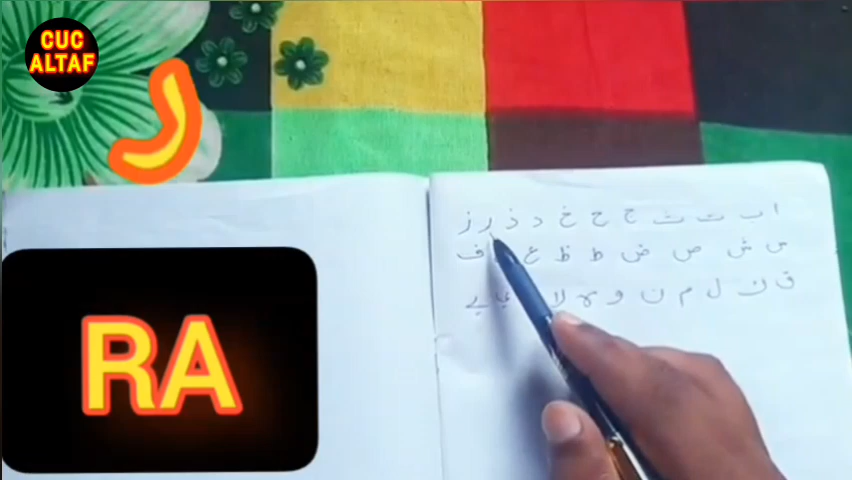 CUC
ALTAF
ر
RA
ا ب ت ث ج ح خ د ذ ر ز
س ش ص ض ط ظ ع ف
ق ك ل م ن و ه لا ي